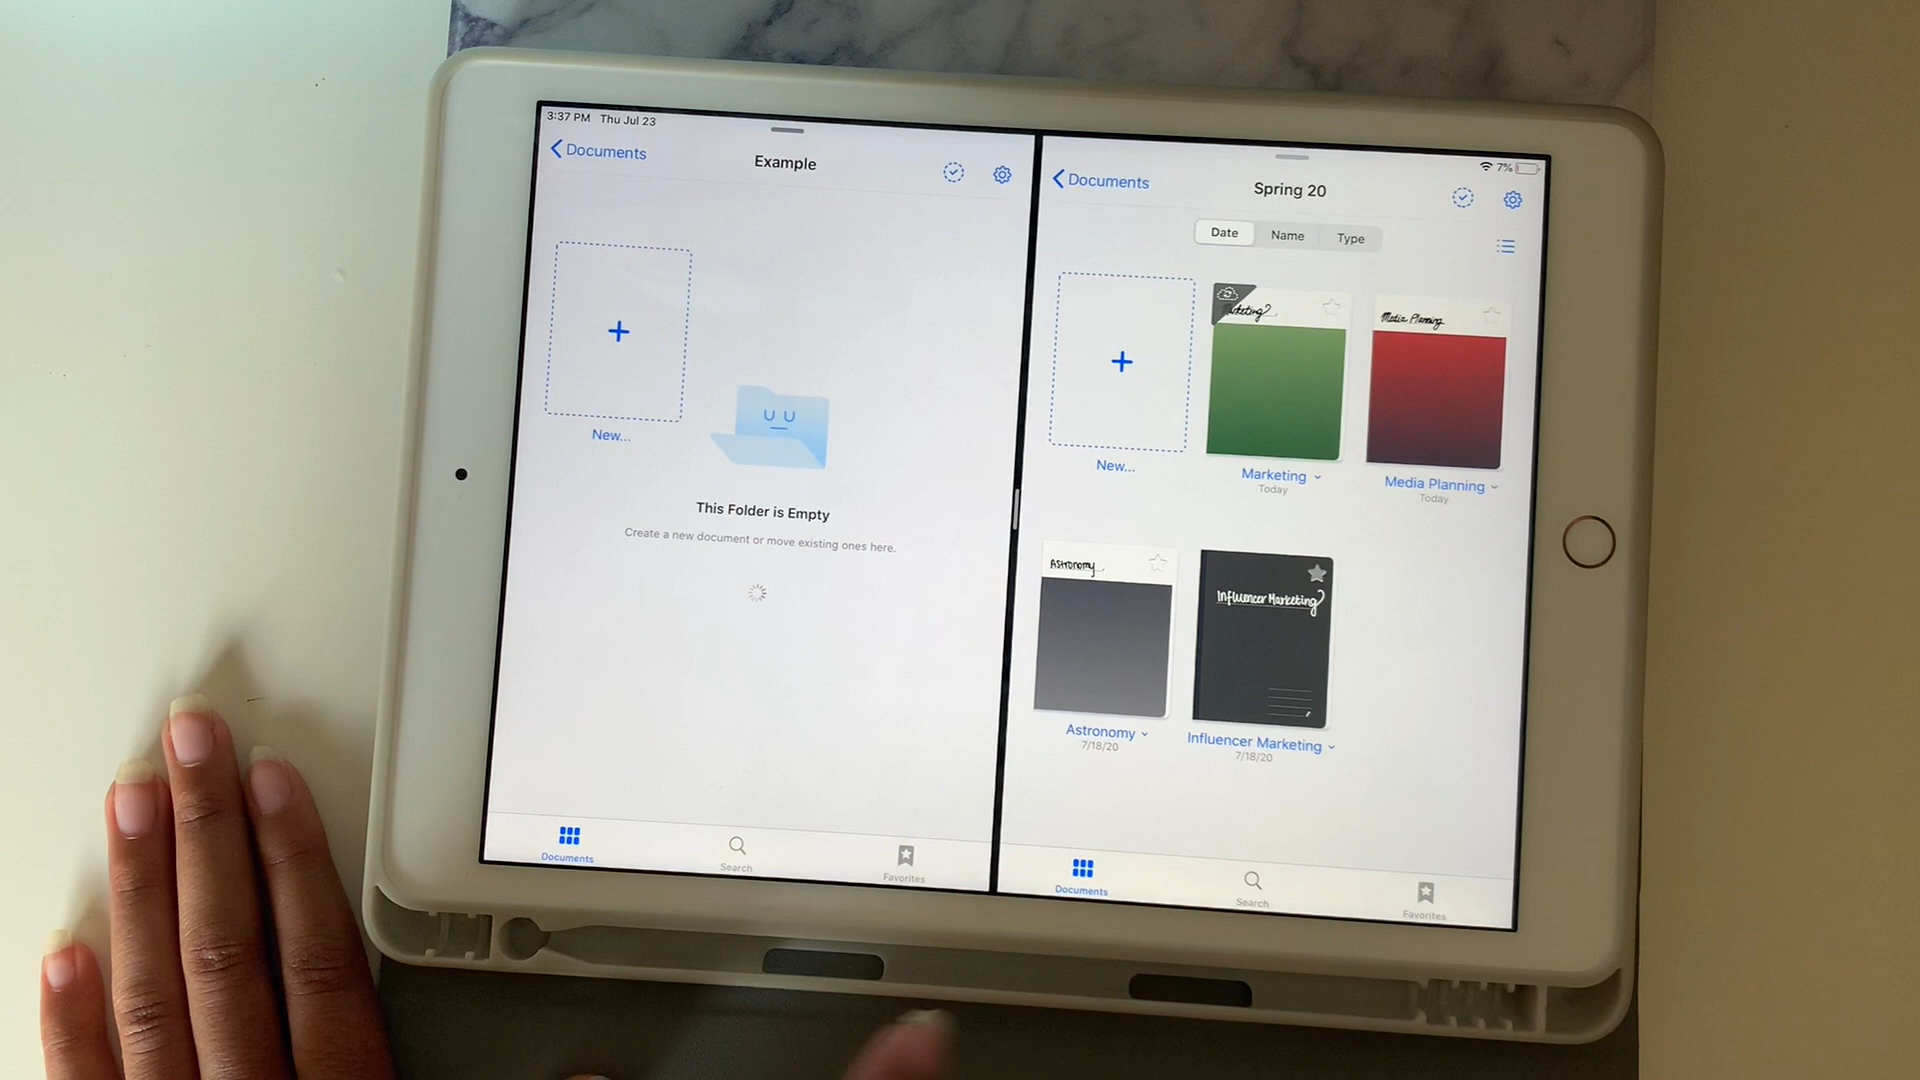 3:37 PM Thu Jul 23
Documents
Example
New...
This Folder is Empty
Create a new document or move existing ones here.
Documents
Search
Favorites
7%
Documents
Spring 20
Date
Name
Type
New...
Marketing
Today
Media Planning
Media Planning
Today
Astronomy
Astronomy
7/18/20
Influencer Marketing
Influencer Marketing
7/18/20
Documents
Search
Favorites